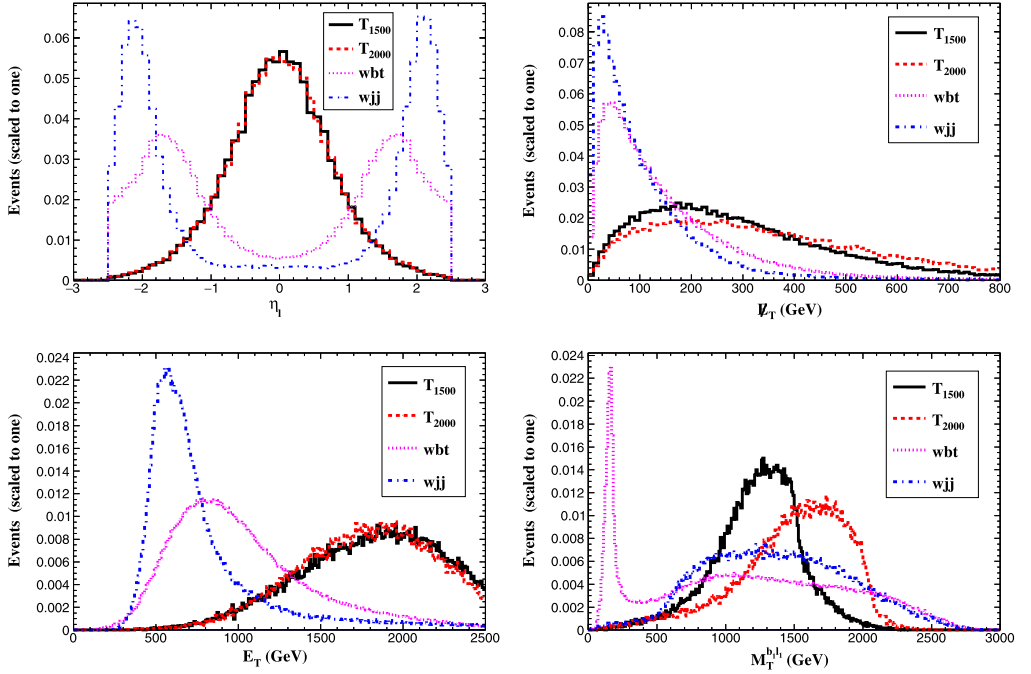 Events (scaled to one)
0.06
0.05
0.04
0.03
0.02
0.01
0
−3 −2 −1 0 1 2 3
η_l
T_1500
T_2000
wbt
wjj
Events (scaled to one)
0.08
0.07
0.06
0.05
0.04
0.03
0.02
0.01
0
0 100 200 300 400 500 600 700 800
E̸_T (GeV)
T_1500
T_2000
wbt
wjj
Events (scaled to one)
0.024
0.022
0.02
0.018
0.016
0.014
0.012
0.01
0.008
0.006
0.004
0.002
0
0 500 1000 1500 2000 2500
E_T (GeV)
T_1500
T_2000
wbt
wjj
Events (scaled to one)
0.024
0.022
0.02
0.018
0.016
0.014
0.012
0.01
0.008
0.006
0.004
0.002
0
0 500 1000 1500 2000 2500 3000
M_T^{b_1l_1} (GeV)
T_1500
T_2000
wbt
wjj